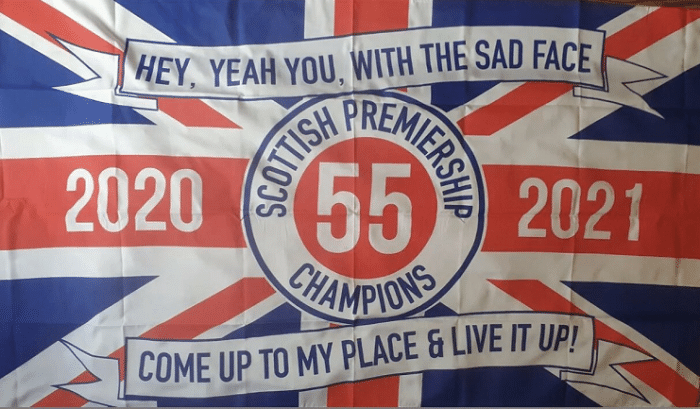 HEY, YEAH YOU, WITH THE SAD FACE
SCOTTISH PREMIERSHIP
2020
55
2021
CHAMPIONS
COME UP TO MY PLACE & LIVE IT UP!